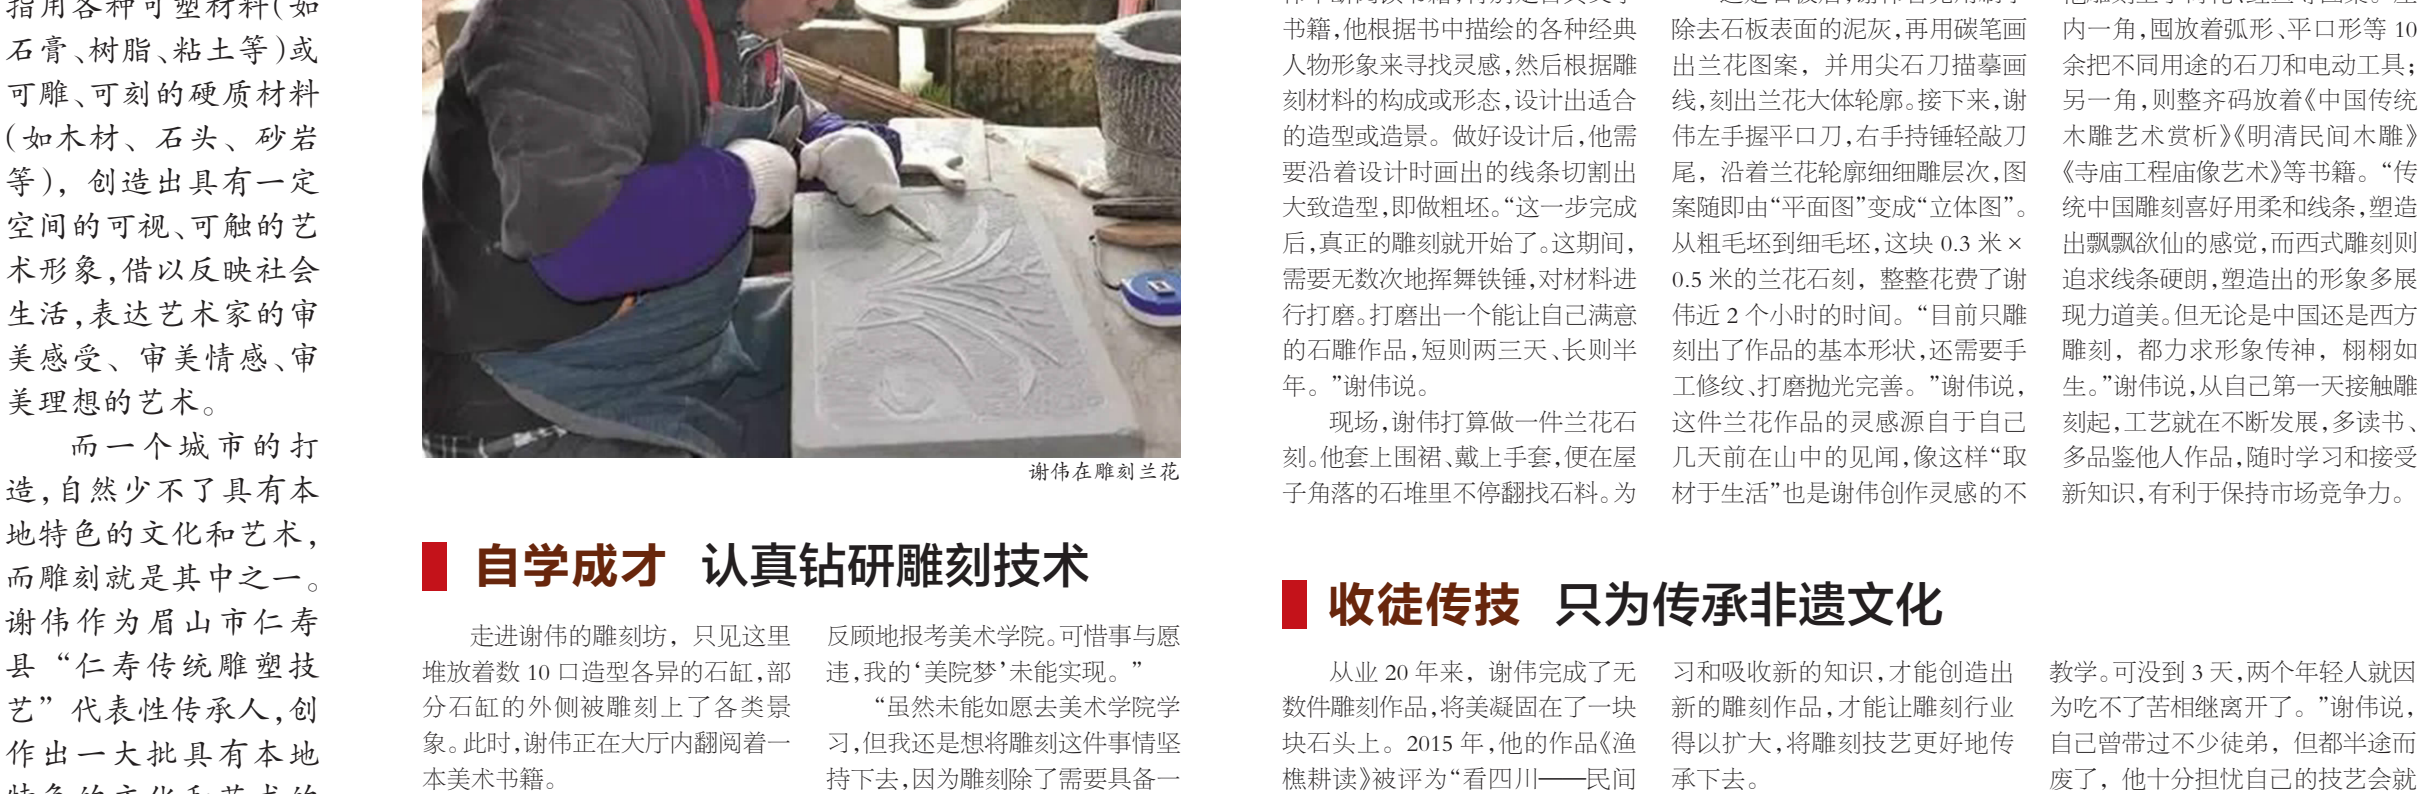 指用各种可塑材料(如
石膏、树脂、粘土等)或
可雕、可刻的硬质材料
(如木材、石头、砂岩
等)，创造出具有一定
空间的可视、可触的艺
术形象,借以反映社会
生活,表达艺术家的审
美感受、审美情感、审
美理想的艺术。
而一个城市的打
造,自然少不了具有本
地特色的文化和艺术,
而雕刻就是其中之一。
谢伟作为眉山市仁寿
县“仁寿传统雕塑技
艺”代表性传承人,创
作出一大批具有本地
特色的文化和艺术的
谢伟在雕刻兰花
自学成才 认真钻研雕刻技术
走进谢伟的雕刻坊，只见这里
堆放着数 10 口造型各异的石缸,部
分石缸的外侧被雕刻上了各类景
象。此时,谢伟正在大厅内翻阅着一
本美术书籍。
反顾地报考美术学院。可惜事与愿
违,我的‘美院梦’未能实现。”
“虽然未能如愿去美术学院学
习,但我还是想将雕刻这件事情坚
持下去,因为雕刻除了需要具备一
书籍,他根据书中描绘的各种经典
人物形象来寻找灵感,然后根据雕
刻材料的构成或形态,设计出适合
的造型或造景。做好设计后,他需
要沿着设计时画出的线条切割出
大致造型,即做粗坯。“这一步完成
后,真正的雕刻就开始了。这期间,
需要无数次地挥舞铁锤,对材料进
行打磨。打磨出一个能让自己满意
的石雕作品,短则两三天、长则半
年。”谢伟说。
现场,谢伟打算做一件兰花石
刻。他套上围裙、戴上手套,便在屋
子角落的石堆里不停翻找石料。为
除去石板表面的泥灰,再用碳笔画
出兰花图案，并用尖石刀描摹画
线,刻出兰花大体轮廓。接下来,谢
伟左手握平口刀,右手持锤轻敲刀
尾，沿着兰花轮廓细细雕层次,图
案随即由“平面图”变成“立体图”。
从粗毛坯到细毛坯,这块 0.3 米×
0.5 米的兰花石刻，整整花费了谢
伟近 2 个小时的时间。“目前只雕
刻出了作品的基本形状,还需要手
工修纹、打磨抛光完善。”谢伟说,
这件兰花作品的灵感源自于自己
几天前在山中的见闻,像这样“取
材于生活”也是谢伟创作灵感的不
内一角,囤放着弧形、平口形等 10
余把不同用途的石刀和电动工具;
另一角,则整齐码放着《中国传统
木雕艺术赏析》《明清民间木雕》
《寺庙工程庙像艺术》等书籍。“传
统中国雕刻喜好用柔和线条,塑造
出飘飘欲仙的感觉,而西式雕刻则
追求线条硬朗,塑造出的形象多展
现力道美。但无论是中国还是西方
雕刻，都力求形象传神，栩栩如
生。”谢伟说,从自己第一天接触雕
刻起,工艺就在不断发展,多读书、
多品鉴他人作品,随时学习和接受
新知识,有利于保持市场竞争力。
收徒传技 只为传承非遗文化
从业 20 年来，谢伟完成了无
数件雕刻作品,将美凝固在了一块
块石头上。2015 年,他的作品《渔
樵耕读》被评为“看四川——民间
习和吸收新的知识,才能创造出
新的雕刻作品,才能让雕刻行业
得以扩大,将雕刻技艺更好地传
承下去。
教学。可没到 3 天,两个年轻人就因
为吃不了苦相继离开了。”谢伟说,
自己曾带过不少徒弟，但都半途而
废了，他十分担忧自己的技艺会就